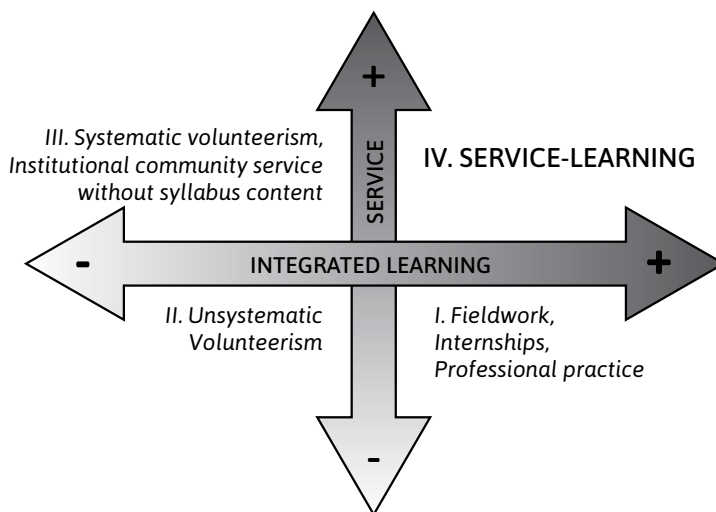 +
III. Systematic volunteerism,
Institutional community service
without syllabus content
SERVICE
IV. SERVICE-LEARNING
-
INTEGRATED LEARNING
+
II. Unsystematic
Volunteerism
I. Fieldwork,
Internships,
Professional practice
-